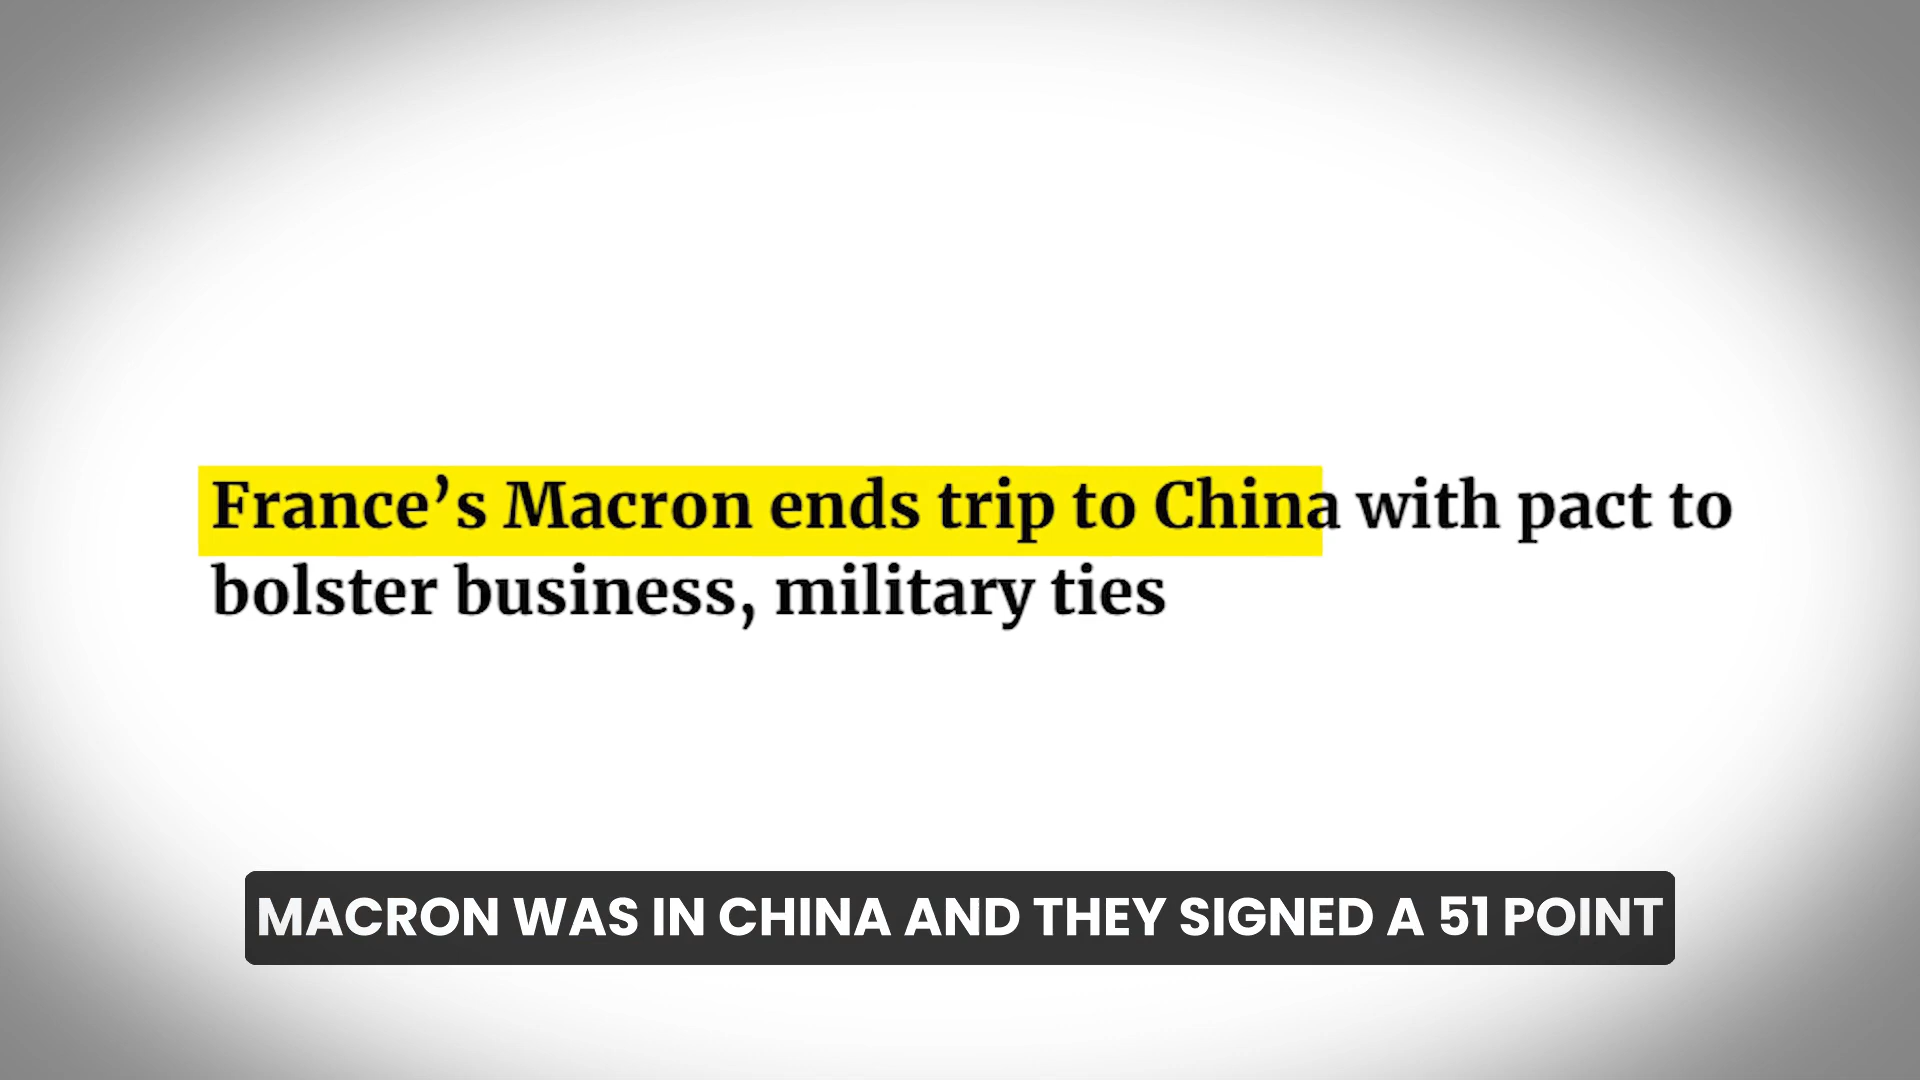 France’s Macron ends trip to China with pact to
bolster business, military ties
MACRON WAS IN CHINA AND THEY SIGNED A 51 POINT